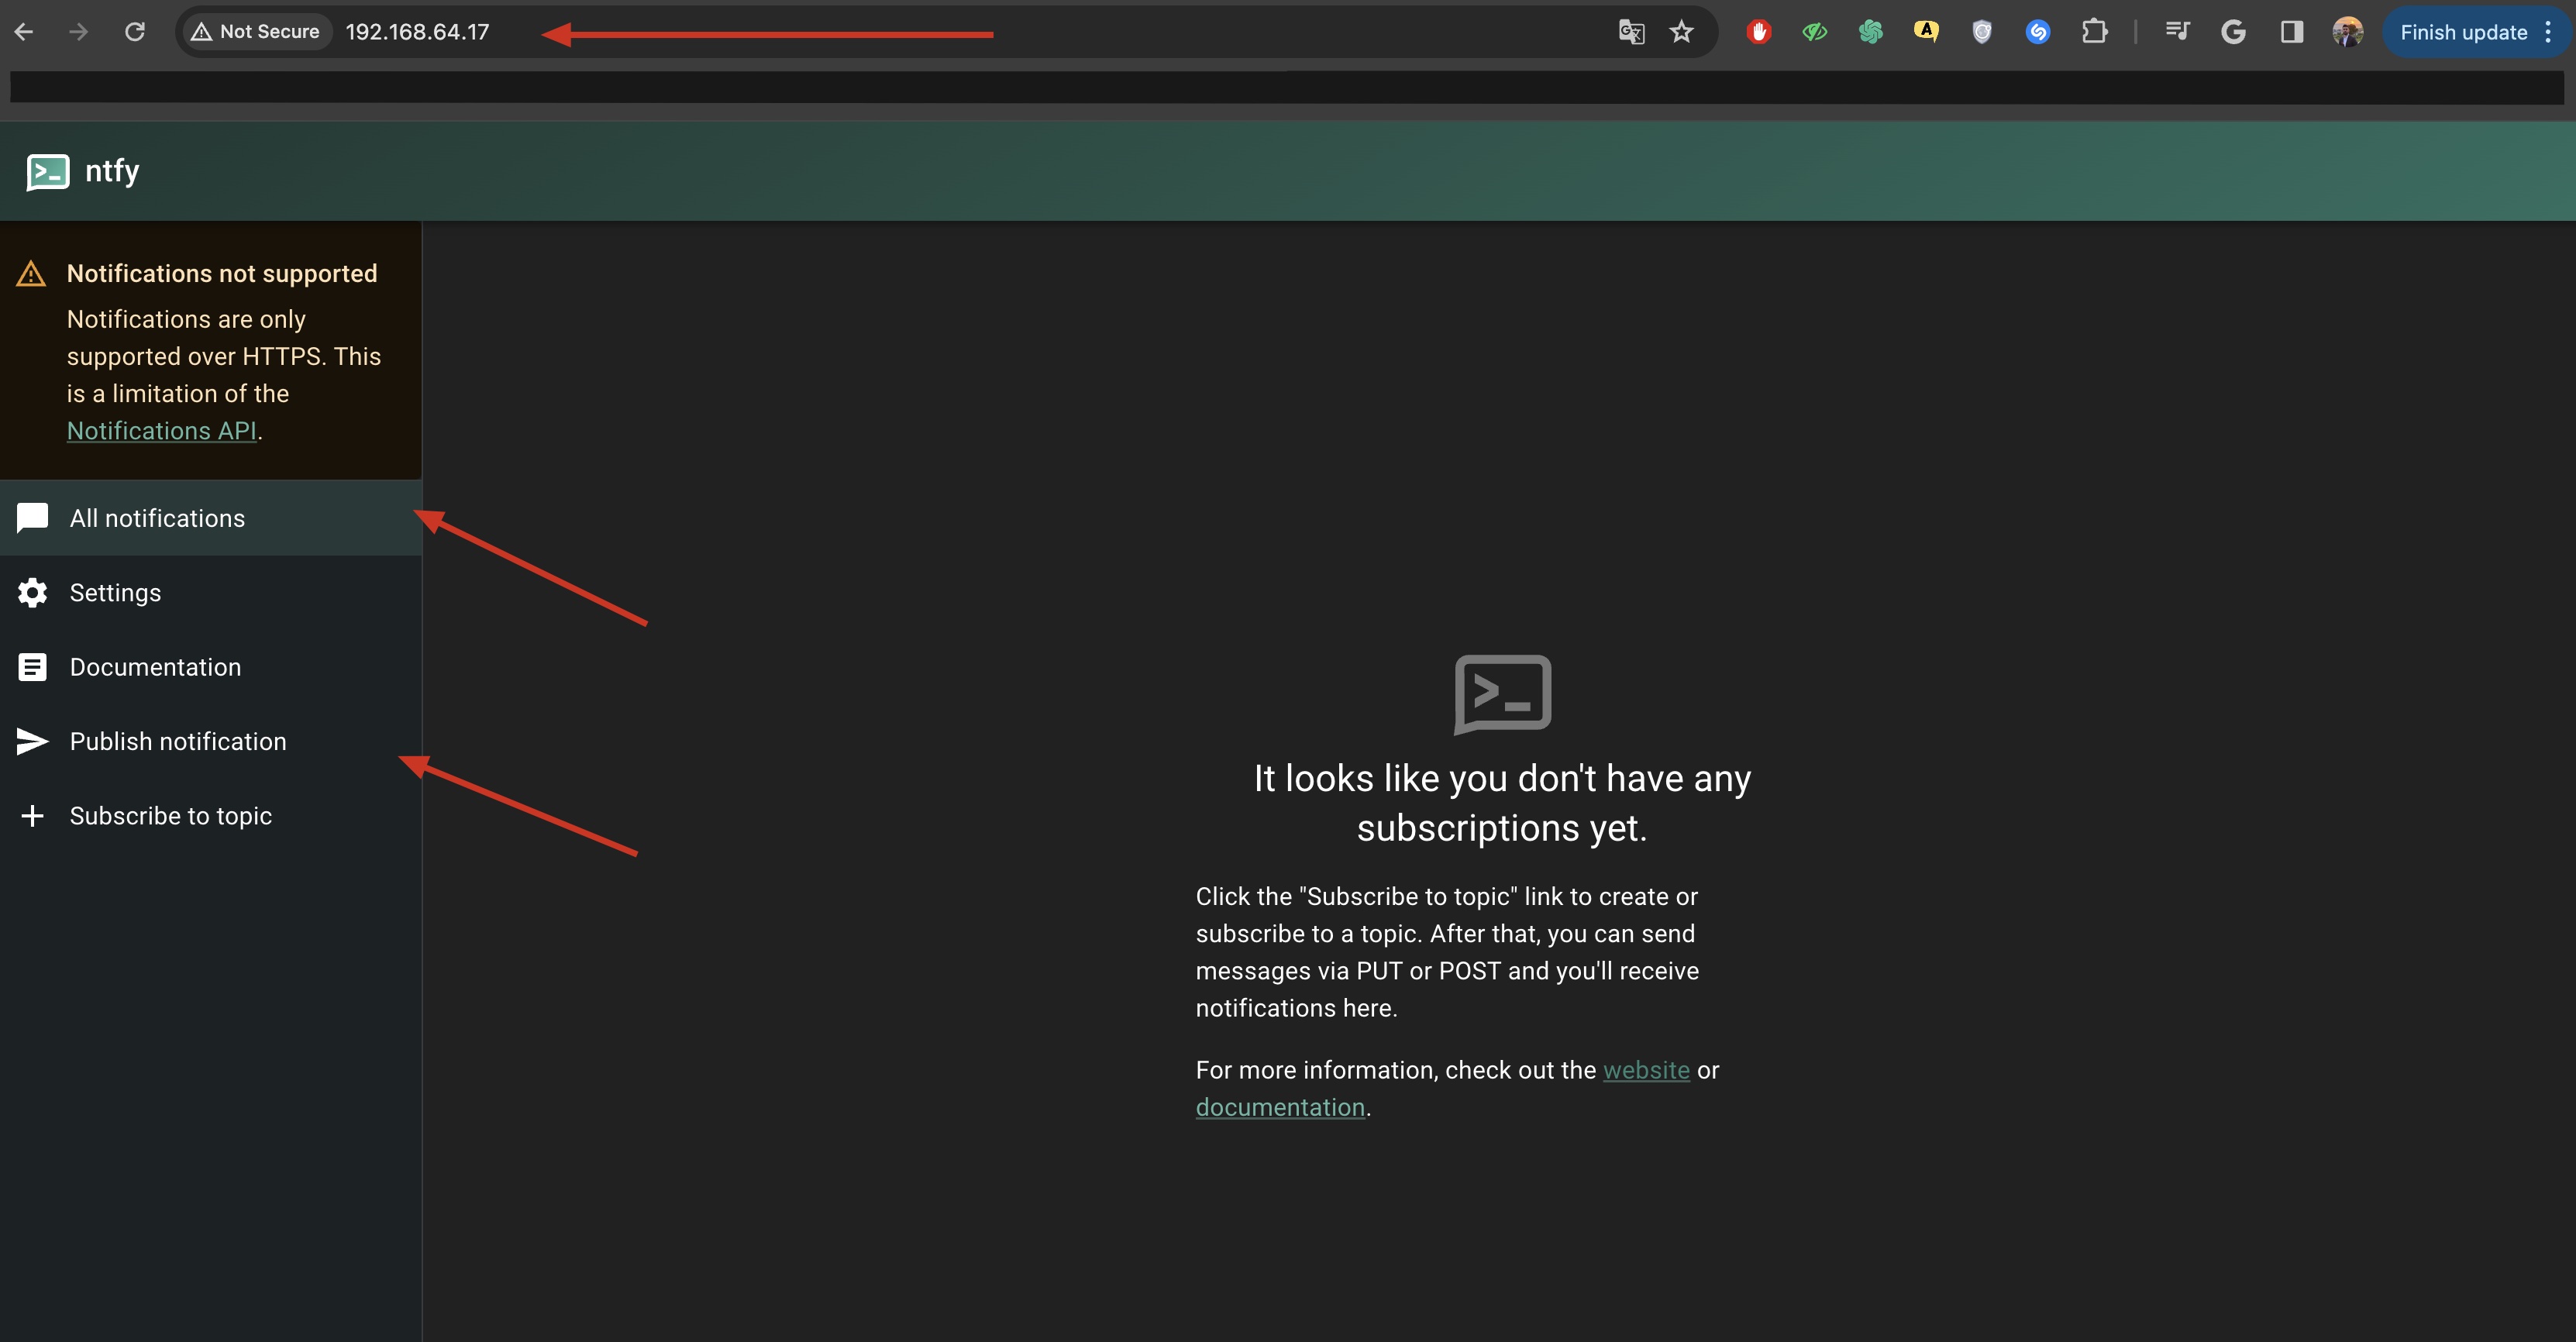 Not Secure 192.168.64.17 Finish update
ntfy
Notifications not supported
Notifications are only
supported over HTTPS. This
is a limitation of the
Notifications API.
All notifications
Settings
Documentation
Publish notification
Subscribe to topic
It looks like you don't have any
subscriptions yet.
Click the "Subscribe to topic" link to create or
subscribe to a topic. After that, you can send
messages via PUT or POST and you'll receive
notifications here.
For more information, check out the website or
documentation.